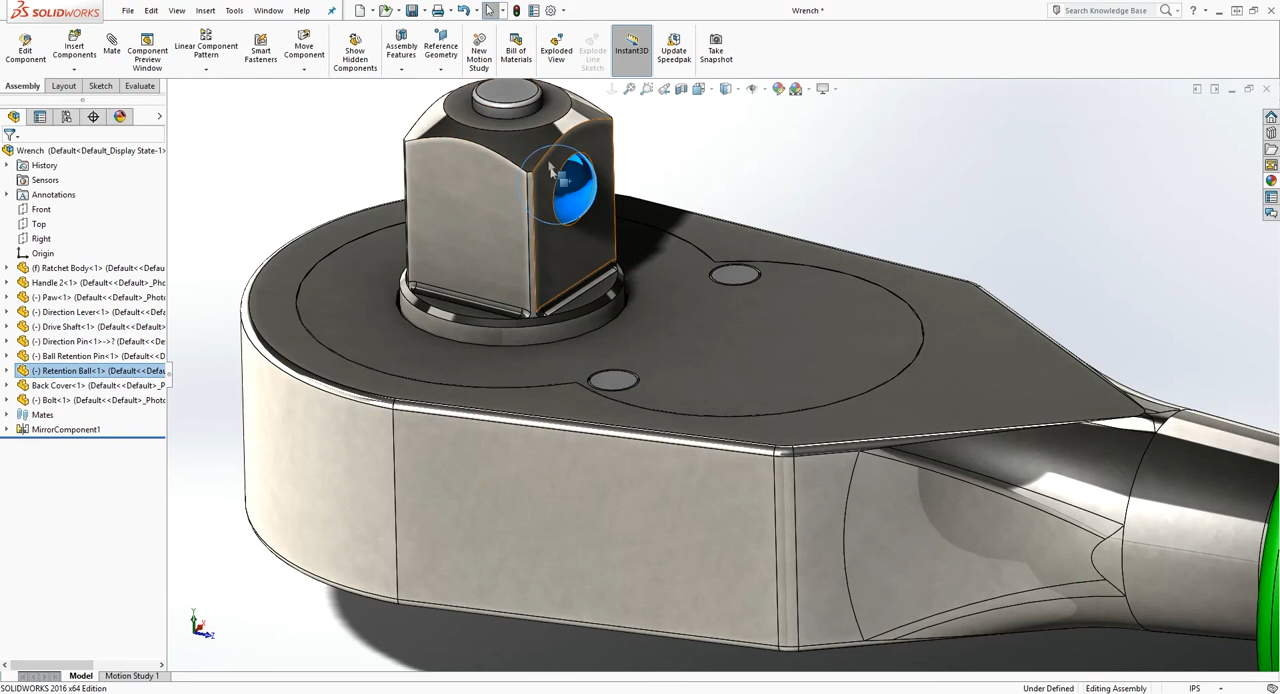 SOLIDWORKS
File Edit View Insert Tools Window Help
Wrench *
Search Knowledge Base
Edit Component
Insert Components
Mate
Component Preview Window
Linear Component Pattern
Smart Fasteners
Move Component
Show Hidden Components
Assembly Features
Reference Geometry
New Motion Study
Bill of Materials
Exploded View
Explode Line Sketch
Instant3D
Update Speedpak
Take Snapshot
Assembly Layout Sketch Evaluate
Wrench (Default<Default_Display State-1>
History
Sensors
Annotations
Front
Top
Right
Origin
(f) Ratchet Body<1> (Default<<Defau
Handle 2<1> (Default<<Default>_Pho
(-) Paw<1> (Default<<Default>_Photo
(-) Direction Lever<1> (Default<<Defa
(-) Drive Shaft<1> (Default<<Default>
(-) Direction Pin<1>->? (Default<<De
(-) Ball Retention Pin<1> (Default<<D
(-) Retention Ball<1> (Default<<Defau
Back Cover<1> (Default<<Default>_P
(-) Bolt<1> (Default<<Default>_Photo
Mates
MirrorComponent1
Y
X
Z
Model Motion Study 1
SOLIDWORKS 2016 x64 Edition
Under Defined Editing Assembly IPS